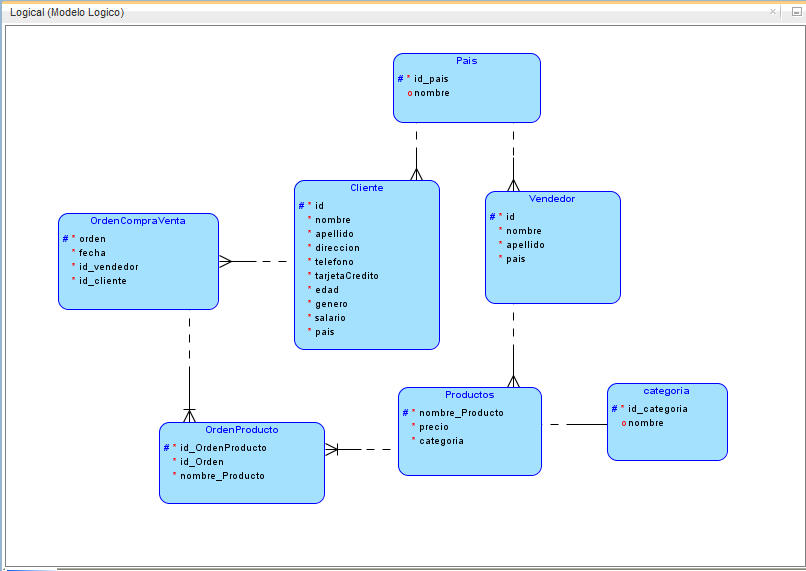 Logical (Modelo Logico)
Pais
# * id_pais
o nombre
Cliente
# * id
* nombre
* apellido
* direccion
* telefono
* tarjetaCredito
* edad
* genero
* salario
* pais
Vendedor
# * id
* nombre
* apellido
* pais
OrdenCompraVenta
# * orden
* fecha
* id_vendedor
* id_cliente
Productos
# * nombre_Producto
* precio
* categoria
categoria
# * id_categoria
o nombre
OrdenProducto
# * id_OrdenProducto
* id_Orden
* nombre_Producto